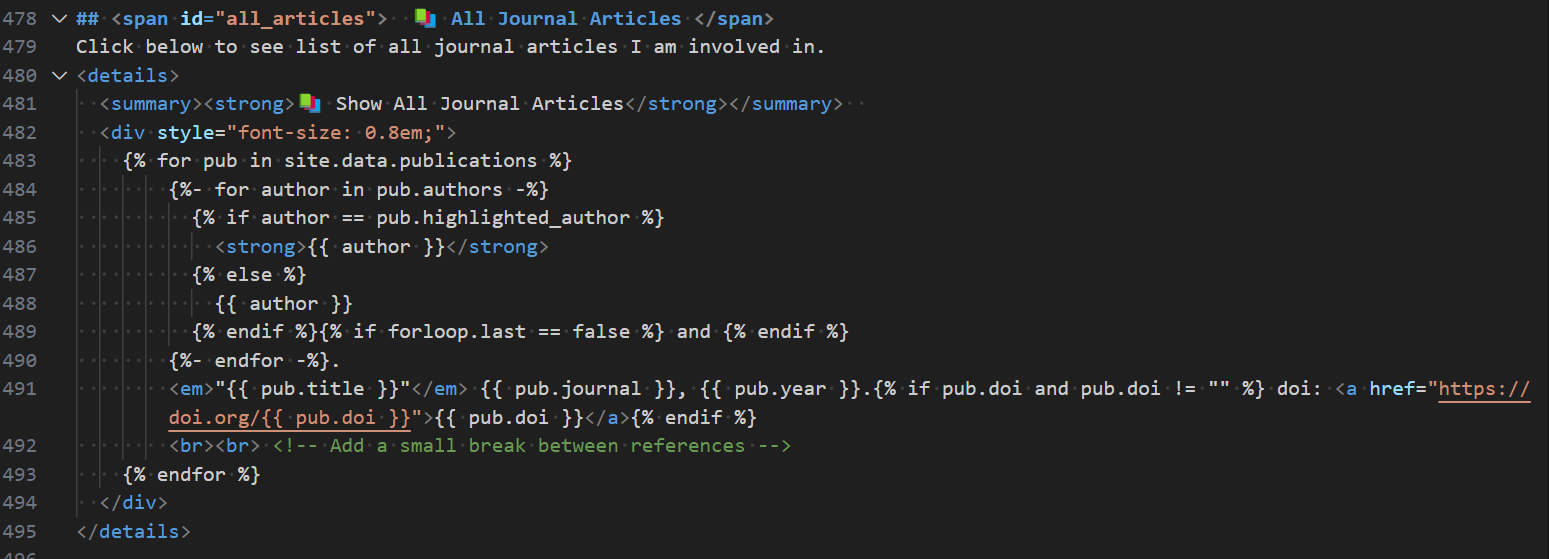 478 ## <span id="all_articles">  📚 All Journal Articles </span>
479 Click below to see list of all journal articles I am involved in.
480 <details>
481   <summary><strong>📚 Show All Journal Articles</strong></summary>
482   <div style="font-size: 0.8em;">
483     {% for pub in site.data.publications %}
484         {%- for author in pub.authors -%}
485           {% if author == pub.highlighted_author %}
486             <strong>{{ author }}</strong>
487           {% else %}
488             {{ author }}
489           {% endif %}{% if forloop.last == false %} and {% endif %}
490         {%- endfor -%}.
491         <em>"{{ pub.title }}"</em> {{ pub.journal }}, {{ pub.year }}.{% if pub.doi and pub.doi != "" %} doi: <a href="https://
        doi.org/{{ pub.doi }}">{{ pub.doi }}</a>{% endif %}
492         <br><br> <!-- Add a small break between references -->
493     {% endfor %}
494   </div>
495 </details>
496